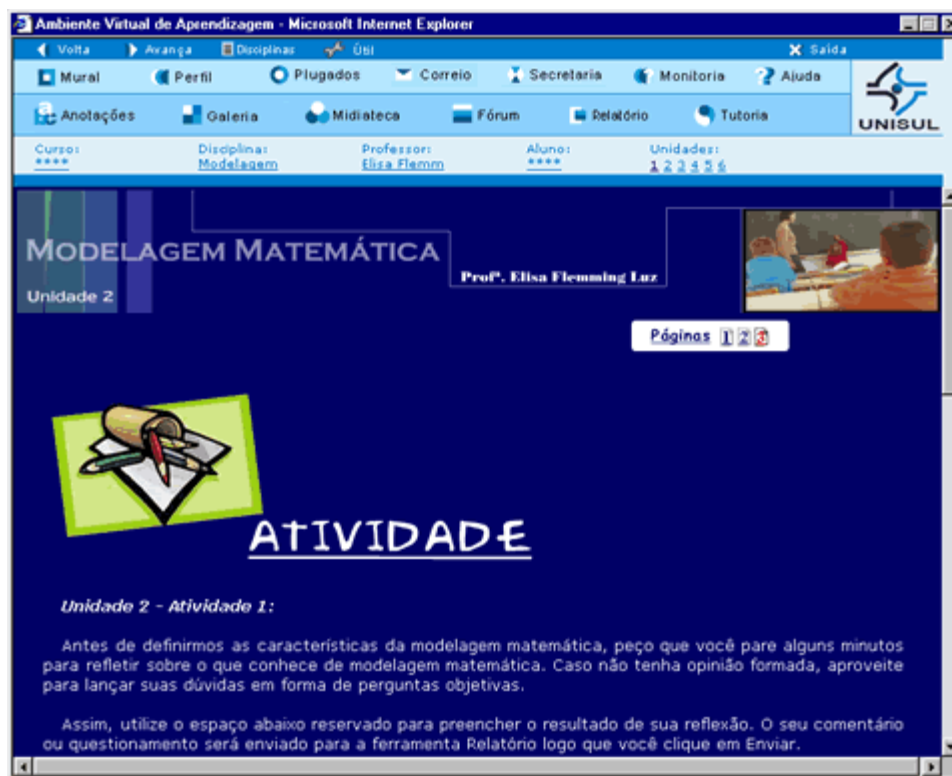 Ambiente Virtual de Aprendizagem - Microsoft Internet Explorer
Volta Avança Disciplinas Útil Saída
Mural Perfil Plugados Correio Secretaria Monitoria Ajuda
Anotações Galeria Midiateca Fórum Relatório Tutoria
UNISUL
Curso: Disciplina: Professor: Aluno: Unidades:
**** Modelagem Elisa Flemm **** 1 2 3 4 5 6
MODELAGEM MATEMÁTICA
Profª. Elisa Flemming Luz
Unidade 2
Páginas 1 2 3
ATIVIDADE
Unidade 2 - Atividade 1:
Antes de definirmos as características da modelagem matemática, peço que você pare alguns minutos
para refletir sobre o que conhece de modelagem matemática. Caso não tenha opinião formada, aproveite
para lançar suas dúvidas em forma de perguntas objetivas.
Assim, utilize o espaço abaixo reservado para preencher o resultado de sua reflexão. O seu comentário
ou questionamento será enviado para a ferramenta Relatório logo que você clique em Enviar.